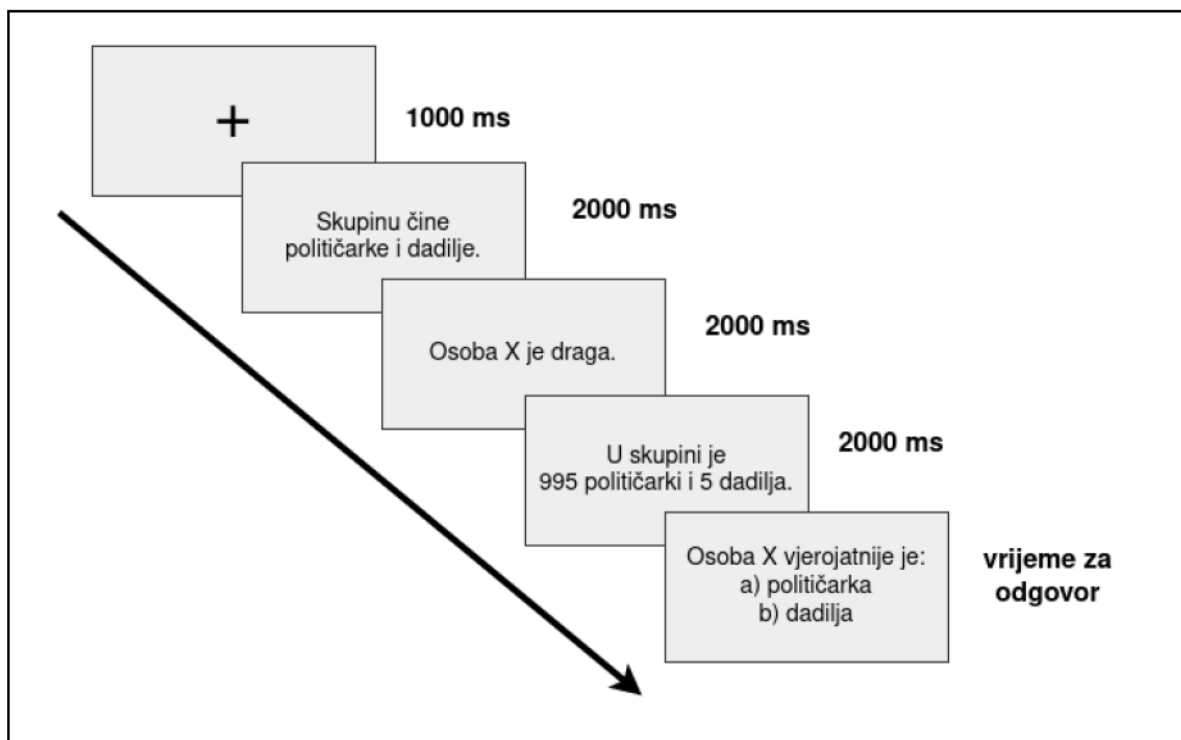 +
1000 ms
Skupinu čine
političarke i dadilje.
2000 ms
Osoba X je draga.
2000 ms
U skupini je
995 političarki i 5 dadilja.
2000 ms
Osoba X vjerojatnije je:
a) političarka
b) dadilja
vrijeme za
odgovor